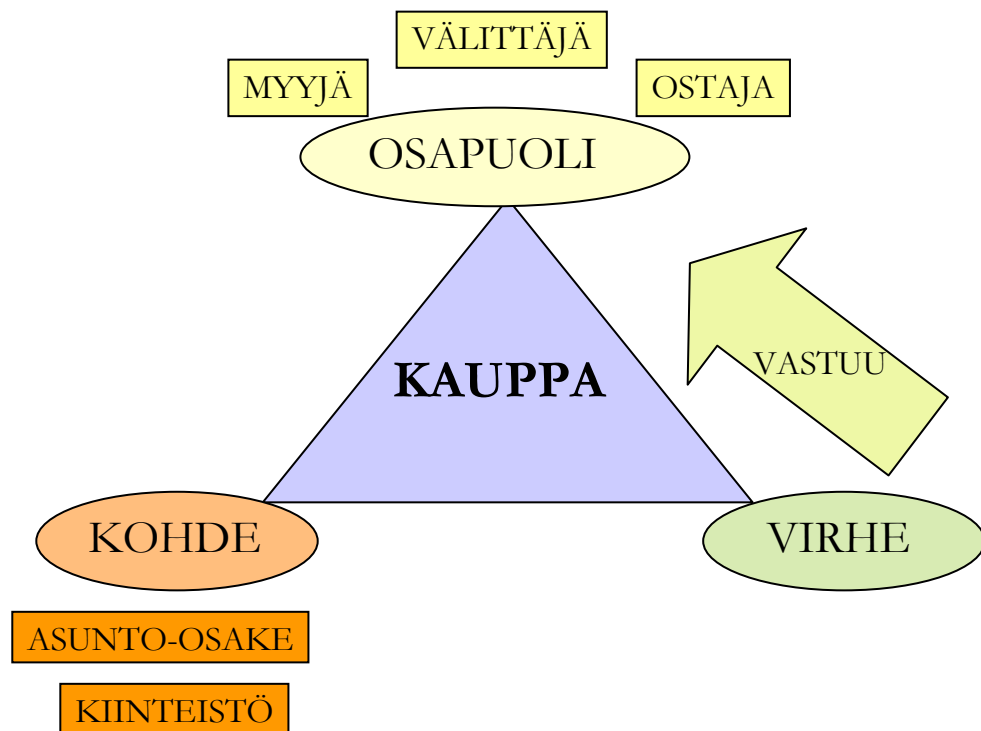 VÄLITTÄJÄ
MYYJÄ
OSTAJA
OSAPUOLI
VASTUU
KAUPPA
KOHDE
VIRHE
ASUNTO-OSAKE
KIINTEISTÖ